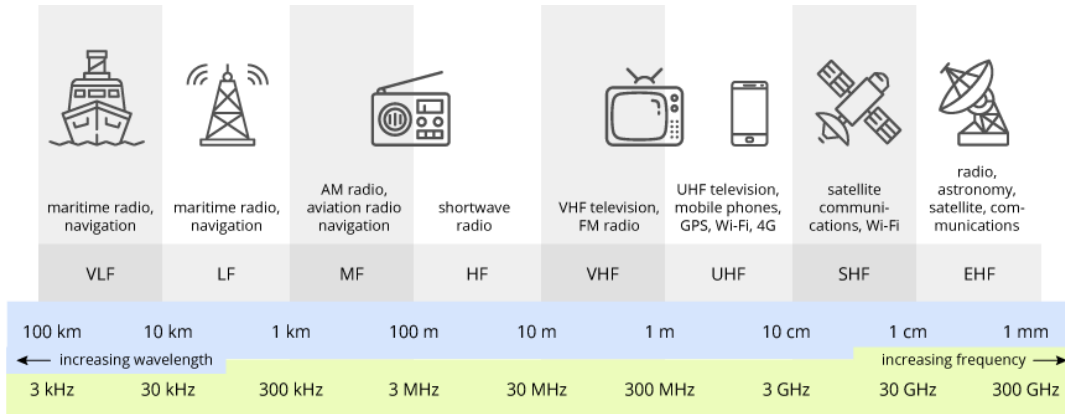 maritime radio,
navigation
maritime radio,
navigation
AM radio,
aviation radio
navigation
shortwave
radio
VHF television,
FM radio
UHF television,
mobile phones,
GPS, Wi-Fi, 4G
satellite
communi-
cations, Wi-Fi
radio,
astronomy,
satellite, com-
munications
VLF LF MF HF VHF UHF SHF EHF
100 km 10 km 1 km 100 m 10 m 1 m 10 cm 1 cm 1 mm
increasing wavelength increasing frequency
3 kHz 30 kHz 300 kHz 3 MHz 30 MHz 300 MHz 3 GHz 30 GHz 300 GHz